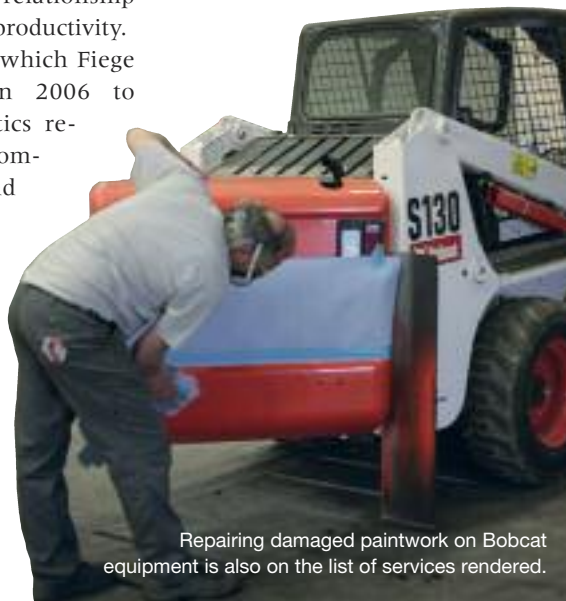 relationship
productivity.
which Fiege
n 2006 to
tics re-
om-
d
S130
Bobcat
Repairing damaged paintwork on Bobcat
equipment is also on the list of services rendered.